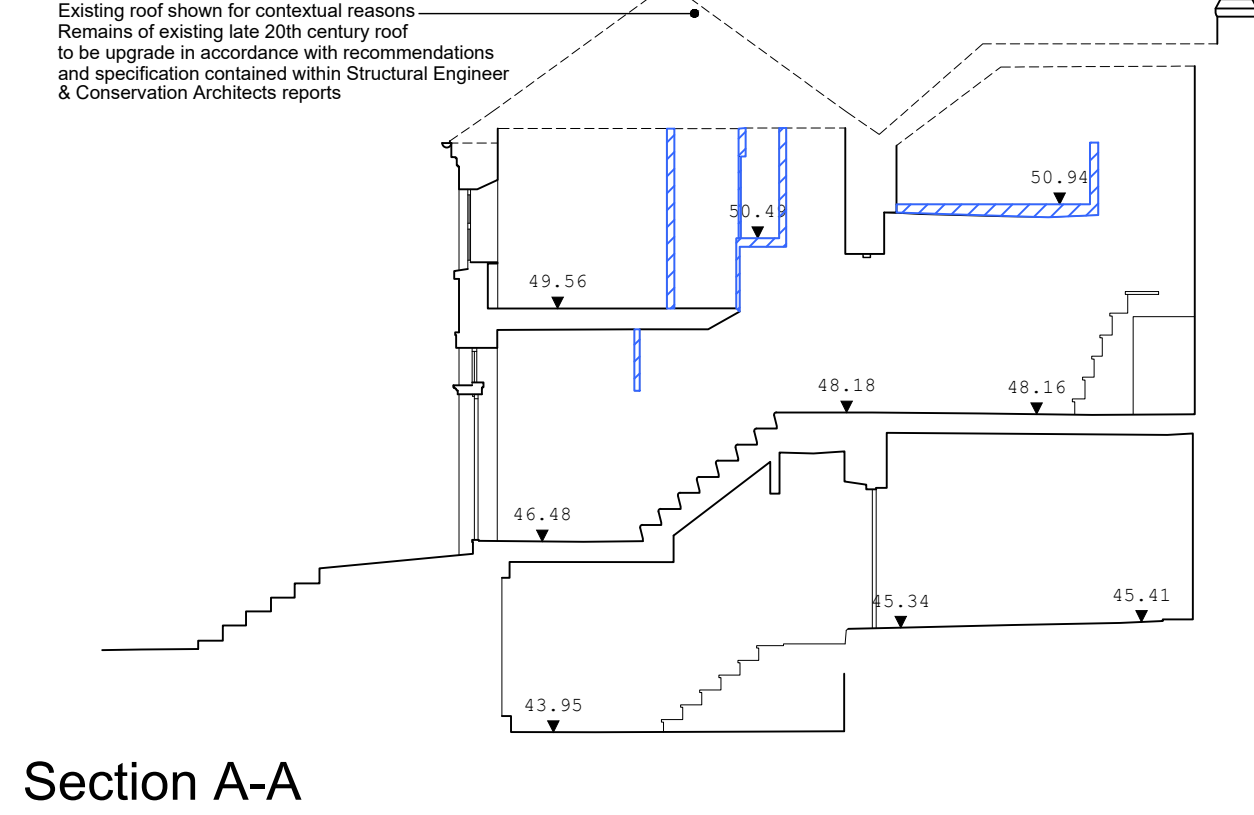 Existing roof shown for contextual reasons
Remains of existing late 20th century roof
to be upgrade in accordance with recommendations
and specification contained within Structural Engineer
& Conservation Architects reports
50.94
50.49
49.56
48.18
48.16
46.48
45.34
45.41
43.95
Section A-A